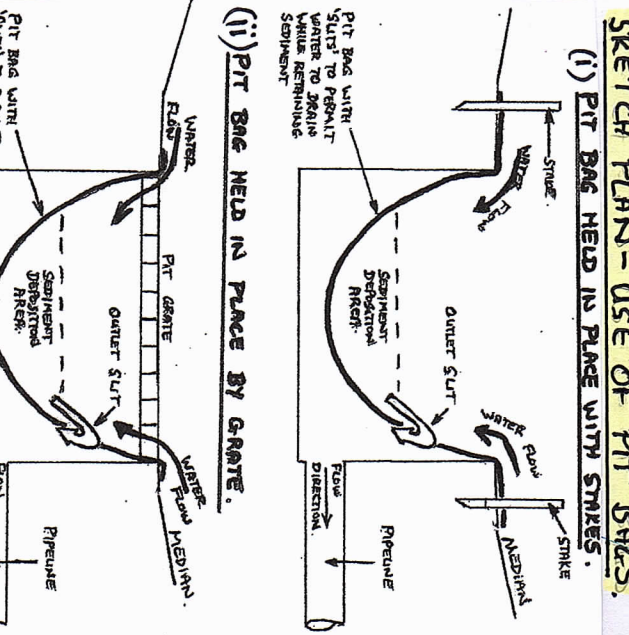 SKETCH PLAN - USE OF PIT BAGS.
(i) PIT BAG HELD IN PLACE WITH STAKES.
STAKE
STAKE
WATER
FLOW
WATER FLOW
MEDIAN
PIT BAG WITH
'SLITS' TO PERMIT
WATER TO DRAIN
WHILE RETAINING
SEDIMENT
OUTLET SLIT
SEDIMENT
DEPOSITION
AREA.
FLOW
DIRECTION.
PIPELINE
(ii) PIT BAG HELD IN PLACE BY GRATE.
WATER
FLOW
WATER
FLOW
MEDIAN.
PIT GRATE
PIT BAG WITH
OUTLET SLIT
SEDIMENT
DEPOSITION
AREA.
PIPELINE